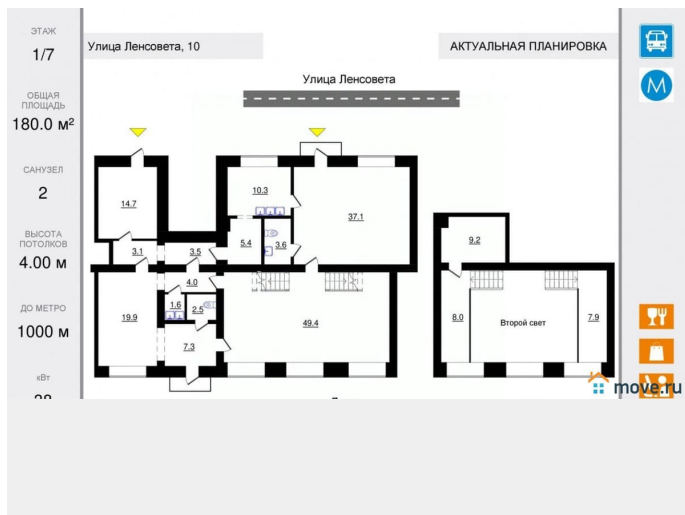 ЭТАЖ
1/7
ОБЩАЯ
ПЛОЩАДЬ
180.0 м²
САНУЗЕЛ
2
ВЫСОТА
ПОТОЛКОВ
4.00 м
ДО МЕТРО
1000 м
кВт
Улица Ленсовета, 10
АКТУАЛЬНАЯ ПЛАНИРОВКА
Улица Ленсовета
14.7
10.3
37.1
3.1
3.5
5.4
3.6
9.2
4.0
19.9
1.6
2.5
49.4
7.3
8.0
Второй свет
7.9
М
move.ru